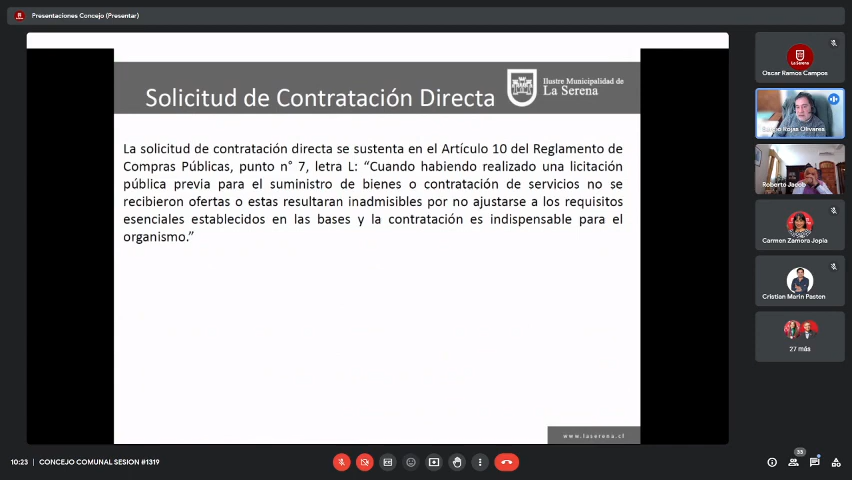 Presentaciones Concejo (Presentar)
Solicitud de Contratación Directa
Ilustre Municipalidad de
La Serena
La solicitud de contratación directa se sustenta en el Artículo 10 del Reglamento de
Compras Públicas, punto n° 7, letra L: “Cuando habiendo realizado una licitación
pública previa para el suministro de bienes o contratación de servicios no se
recibieron ofertas o estas resultaran inadmisibles por no ajustarse a los requisitos
esenciales establecidos en las bases y la contratación es indispensable para el
organismo.”
www.laserena.cl
La Serena
Oscar Ramos Campos
Rojas Olivares
Roberto Jacob
Carmen Zamora Jopia
Cristian Marin Pasten
27 más
10:23 | CONCEJO COMUNAL SESION #1319
33